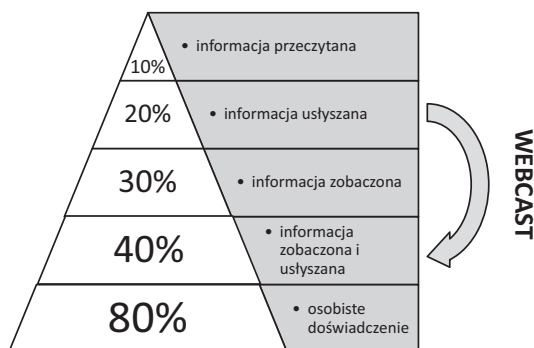 10%
• informacja przeczytana
20%
• informacja usłyszana
30%
• informacja zobaczona
40%
• informacja
zobaczona i
usłyszana
80%
• osobiste
doświadczenie
WEBCAST